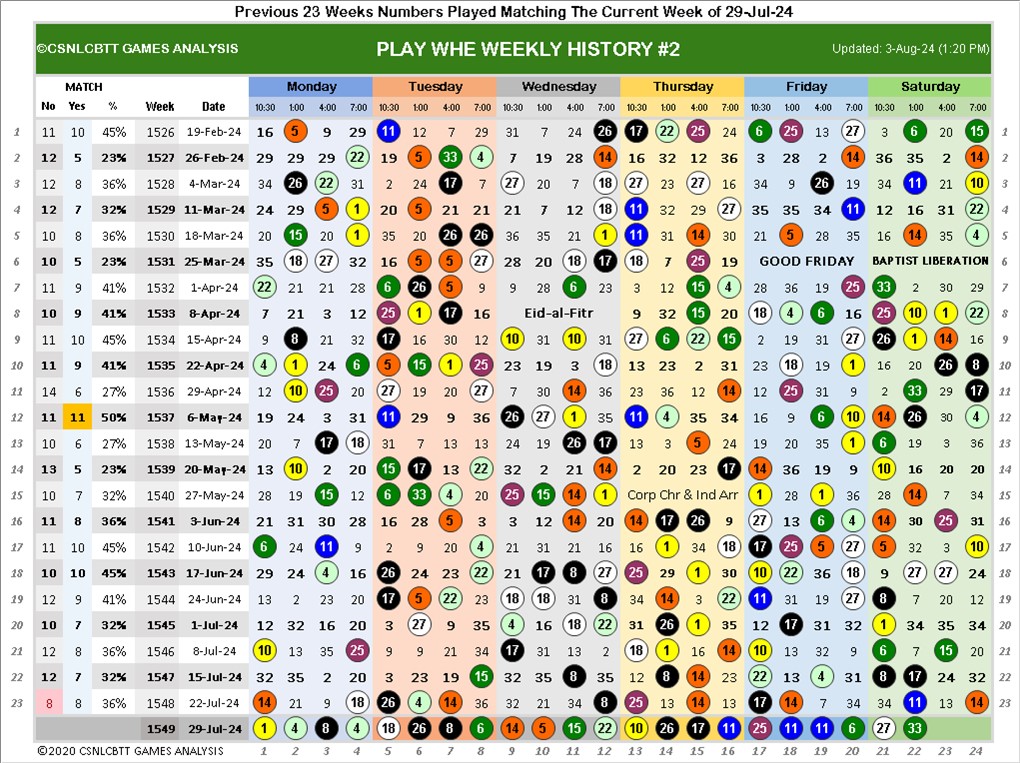 Previous 23 Weeks Numbers Played Matching The Current Week of 29-Jul-24
©CSNLCBTT GAMES ANALYSIS PLAY WHE WEEKLY HISTORY #2 Updated: 3-Aug-24 (1:20 PM)
MATCH Monday Tuesday Wednesday Thursday Friday Saturday
No Yes % Week Date 10:30 1:00 4:00 7:00 10:30 1:00 4:00 7:00 10:30 1:00 4:00 7:00 10:30 1:00 4:00 7:00 10:30 1:00 4:00 7:00 10:30 1:00 4:00 7:00
1 11 10 45% 1526 19-Feb-24 16 5 9 29 11 12 7 29 31 7 24 26 17 22 25 24 6 25 13 27 3 6 20 15 1
2 12 5 23% 1527 26-Feb-24 29 29 29 22 19 6 33 4 7 19 28 14 16 32 12 36 3 28 2 14 36 35 2 14 2
3 12 8 36% 1528 4-Mar-24 34 26 22 31 2 24 17 7 27 20 7 18 27 23 27 16 34 9 26 19 34 11 21 10 3
4 12 7 32% 1529 11-Mar-24 24 29 4 1 20 6 21 21 21 7 12 18 11 32 29 27 35 35 34 11 12 16 31 22 4
5 10 8 36% 1530 18-Mar-24 20 15 20 1 35 20 26 26 36 35 21 1 11 31 14 30 21 5 28 35 16 14 35 4 5
6 10 5 23% 1531 25-Mar-24 35 18 27 32 16 5 5 27 28 20 18 17 18 7 25 19 GOOD FRIDAY BAPTIST LIBERATION 6
7 11 9 41% 1532 1-Apr-24 22 21 21 28 6 26 5 9 28 11 6 23 3 12 15 4 28 36 19 25 33 2 30 29 7
8 10 9 41% 1533 8-Apr-24 7 21 3 12 25 1 17 16 Eid-al-Fitr 9 32 15 20 18 4 6 16 25 10 1 22 8
9 11 10 45% 1534 15-Apr-24 9 8 21 32 17 16 30 12 10 31 10 31 27 6 22 15 2 19 31 27 26 1 14 16 9
10 11 9 41% 1535 22-Apr-24 4 1 24 6 5 15 1 25 23 19 3 18 13 23 2 31 2 18 20 1 16 20 26 8 10
11 14 6 27% 1536 29-Apr-24 12 10 25 20 27 19 20 27 7 30 14 36 23 36 12 14 12 25 31 9 2 33 29 17 11
12 11 11 50% 1537 6-May-24 19 24 3 31 11 29 9 36 26 27 1 35 11 4 35 34 16 9 6 10 14 26 30 4 12
13 10 6 27% 1538 13-May-24 20 7 17 18 31 7 13 13 24 19 26 17 13 3 5 24 19 20 35 1 6 19 3 36 13
14 13 5 23% 1539 20-May-24 13 10 2 20 15 17 13 22 32 2 21 14 2 20 23 17 14 36 19 9 10 16 20 20 14
15 10 7 32% 1540 27-May-24 28 19 15 12 6 33 4 20 25 15 14 1 Corp Chr & Ind Arr 1 28 1 36 28 14 7 34 15
16 11 8 36% 1541 3-Jun-24 21 31 30 28 16 28 5 3 3 12 14 20 14 17 26 9 27 13 6 4 14 30 25 31 16
17 11 10 45% 1542 10-Jun-24 6 24 11 9 2 9 20 4 21 31 21 16 16 1 34 18 17 25 5 27 5 32 3 10 17
18 10 10 45% 1543 17-Jun-24 29 24 4 16 26 24 23 22 21 17 8 27 25 29 1 30 10 22 36 18 9 27 27 24 18
19 12 9 41% 1544 24-Jun-24 13 2 23 20 17 6 22 23 18 18 31 8 34 14 3 22 11 31 19 27 8 7 20 12 19
20 10 7 32% 1545 1-Jul-24 12 32 16 20 3 27 9 35 4 16 18 22 31 26 1 35 12 17 31 32 1 34 35 34 20
21 12 8 36% 1546 8-Jul-24 10 13 35 25 9 9 21 34 17 31 13 2 18 1 16 14 10 13 32 9 6 7 15 20 21
22 12 7 32% 1547 15-Jul-24 32 35 2 20 3 23 19 15 32 35 8 35 12 8 14 34 22 13 4 31 8 17 24 32 22
23 8 8 36% 1548 22-Jul-24 14 21 9 18 26 4 14 36 7 34 32 8 25 13 14 13 17 14 7 20 22 11 13 14 23
1549 29-Jul-24 1 4 8 4 18 26 8 6 14 5 15 22 10 14 17 11 25 11 11 6 27 33
©2020 CSNLCBTT GAMES ANALYSIS 1 2 3 4 5 6 7 8 9 10 11 12 13 14 15 16 17 18 19 20 21 22 23 24